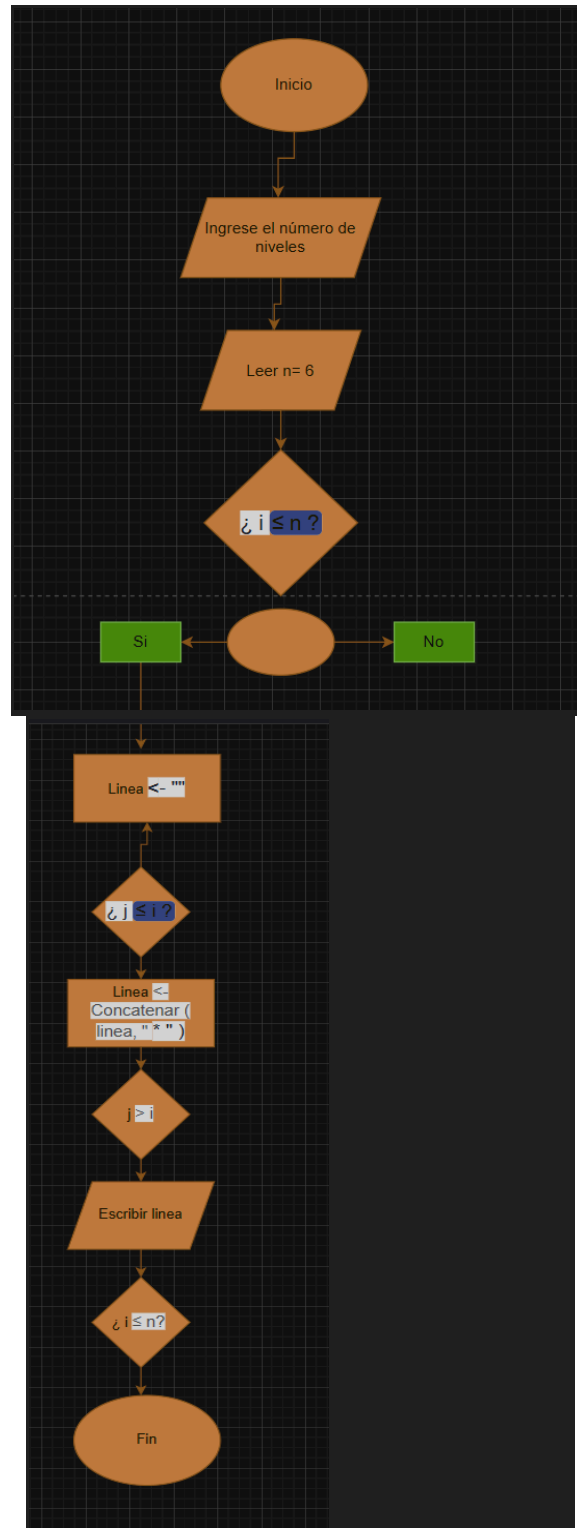 Inicio
Ingrese el número de
niveles
Leer n= 6
¿ i ≤ n ?
Si
No
Linea <- ""
¿ j ≤ i ?
Linea <-
Concatenar (
linea, " * " )
j > i
Escribir linea
¿ i ≤ n?
Fin